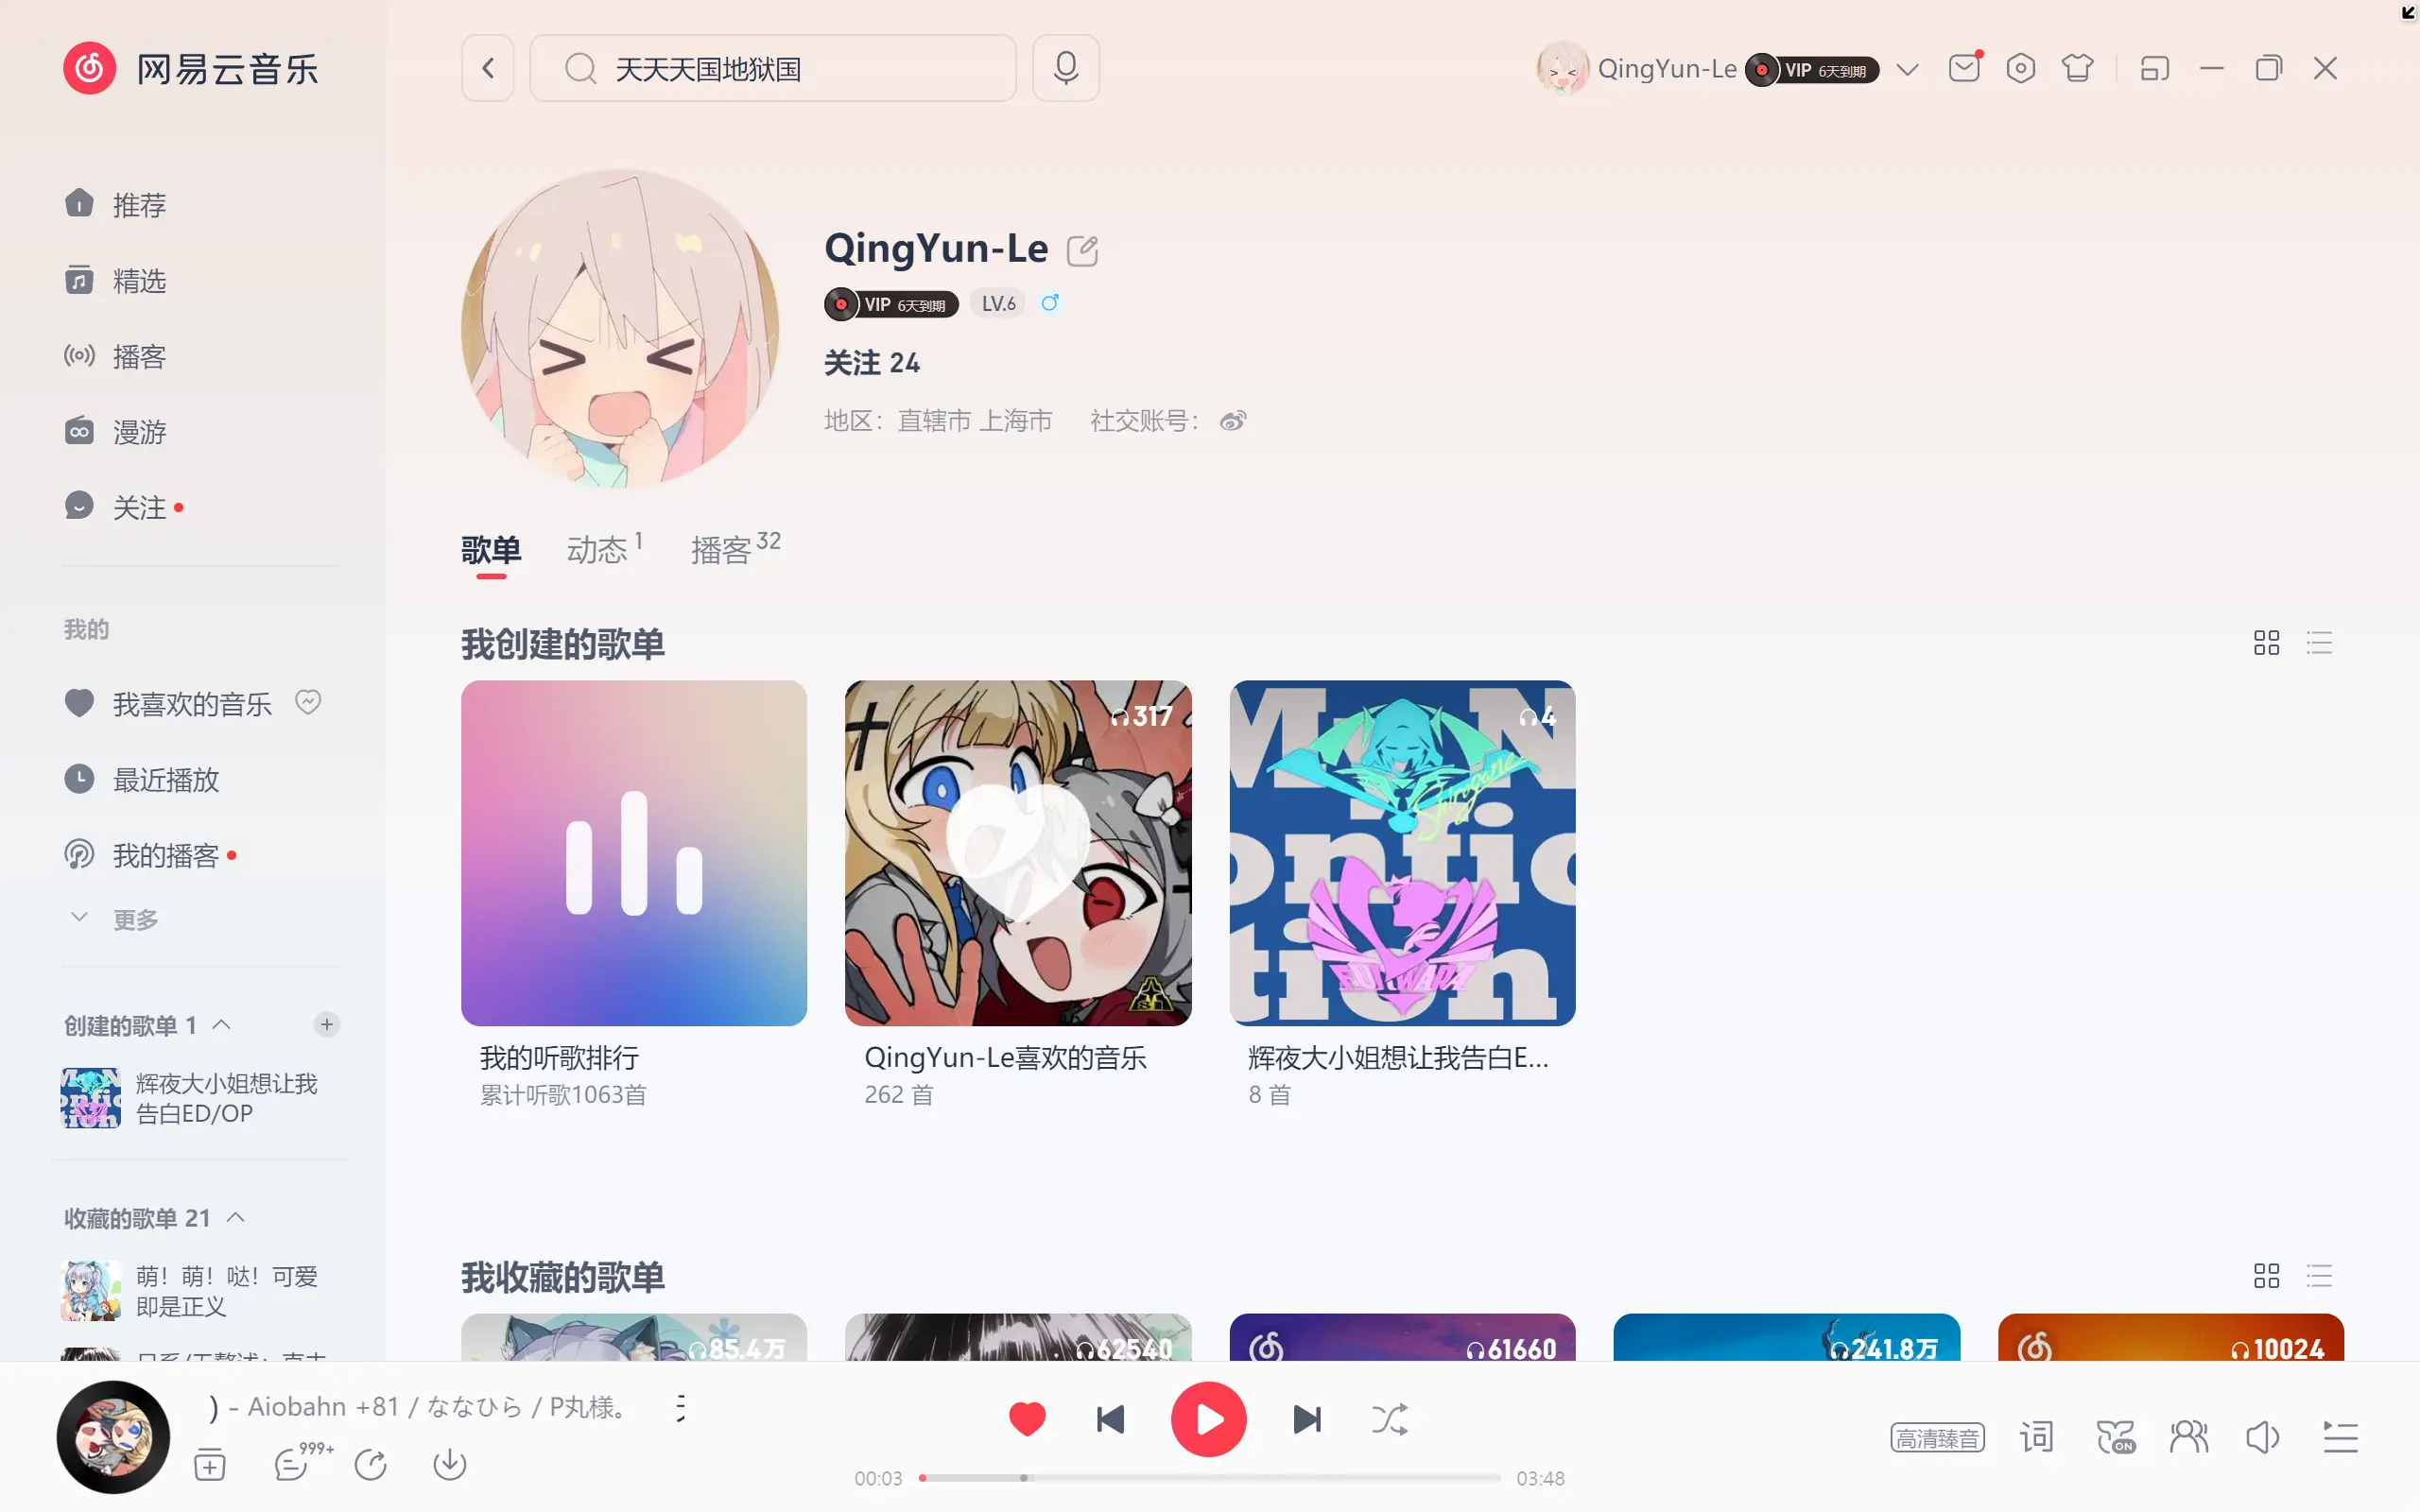 网易云音乐
天天天国地狱国
QingYun-Le
VIP 6天到期
推荐
精选
播客
漫游
关注
我的
我喜欢的音乐
最近播放
我的播客
更多
创建的歌单 1
辉夜大小姐想让我
告白ED/OP
收藏的歌单 21
萌！萌！哒！可爱
即是正义
QingYun-Le
VIP 6天到期
LV.6
关注 24
地区：直辖市 上海市 社交账号：
歌单
动态 1
播客 32
我创建的歌单
317
4
我的听歌排行
累计听歌1063首
QingYun-Le喜欢的音乐
262 首
辉夜大小姐想让我告白E...
8 首
我收藏的歌单
85.4万
62540
61660
241.8万
10024
) - Aiobahn +81 / ななひら / P丸様。
999+
00:03
03:48
高清臻音
词
ON